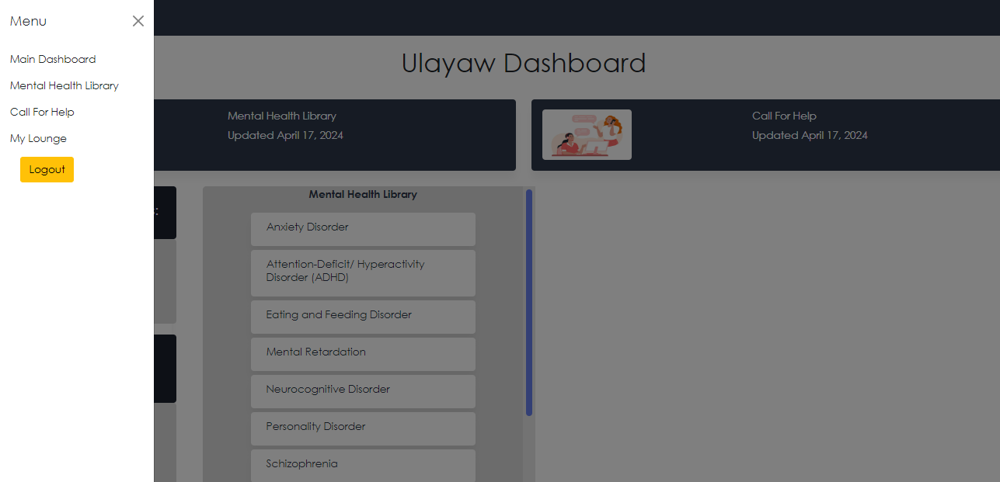 Menu
Main Dashboard
Mental Health Library
Call For Help
My Lounge
Logout
Ulayaw Dashboard
Mental Health Library
Updated April 17, 2024
Call For Help
Updated April 17, 2024
Mental Health Library
Anxiety Disorder
Attention-Deficit/ Hyperactivity
Disorder (ADHD)
Eating and Feeding Disorder
Mental Retardation
Neurocognitive Disorder
Personality Disorder
Schizophrenia